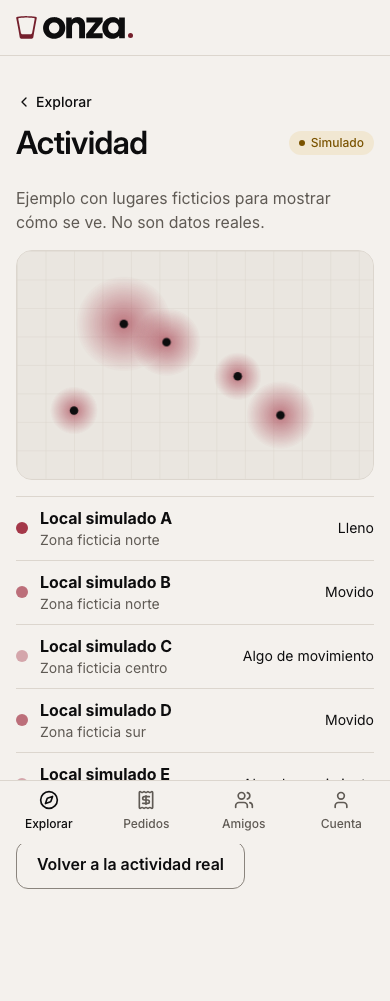 onza.
Explorar
Actividad
Simulado
Ejemplo con lugares ficticios para mostrar
cómo se ve. No son datos reales.
Local simulado A
Zona ficticia norte
Lleno
Local simulado B
Zona ficticia norte
Movido
Local simulado C
Zona ficticia centro
Algo de movimiento
Local simulado D
Zona ficticia sur
Movido
Local simulado E
Explorar
Pedidos
Amigos
Cuenta
Volver a la actividad real